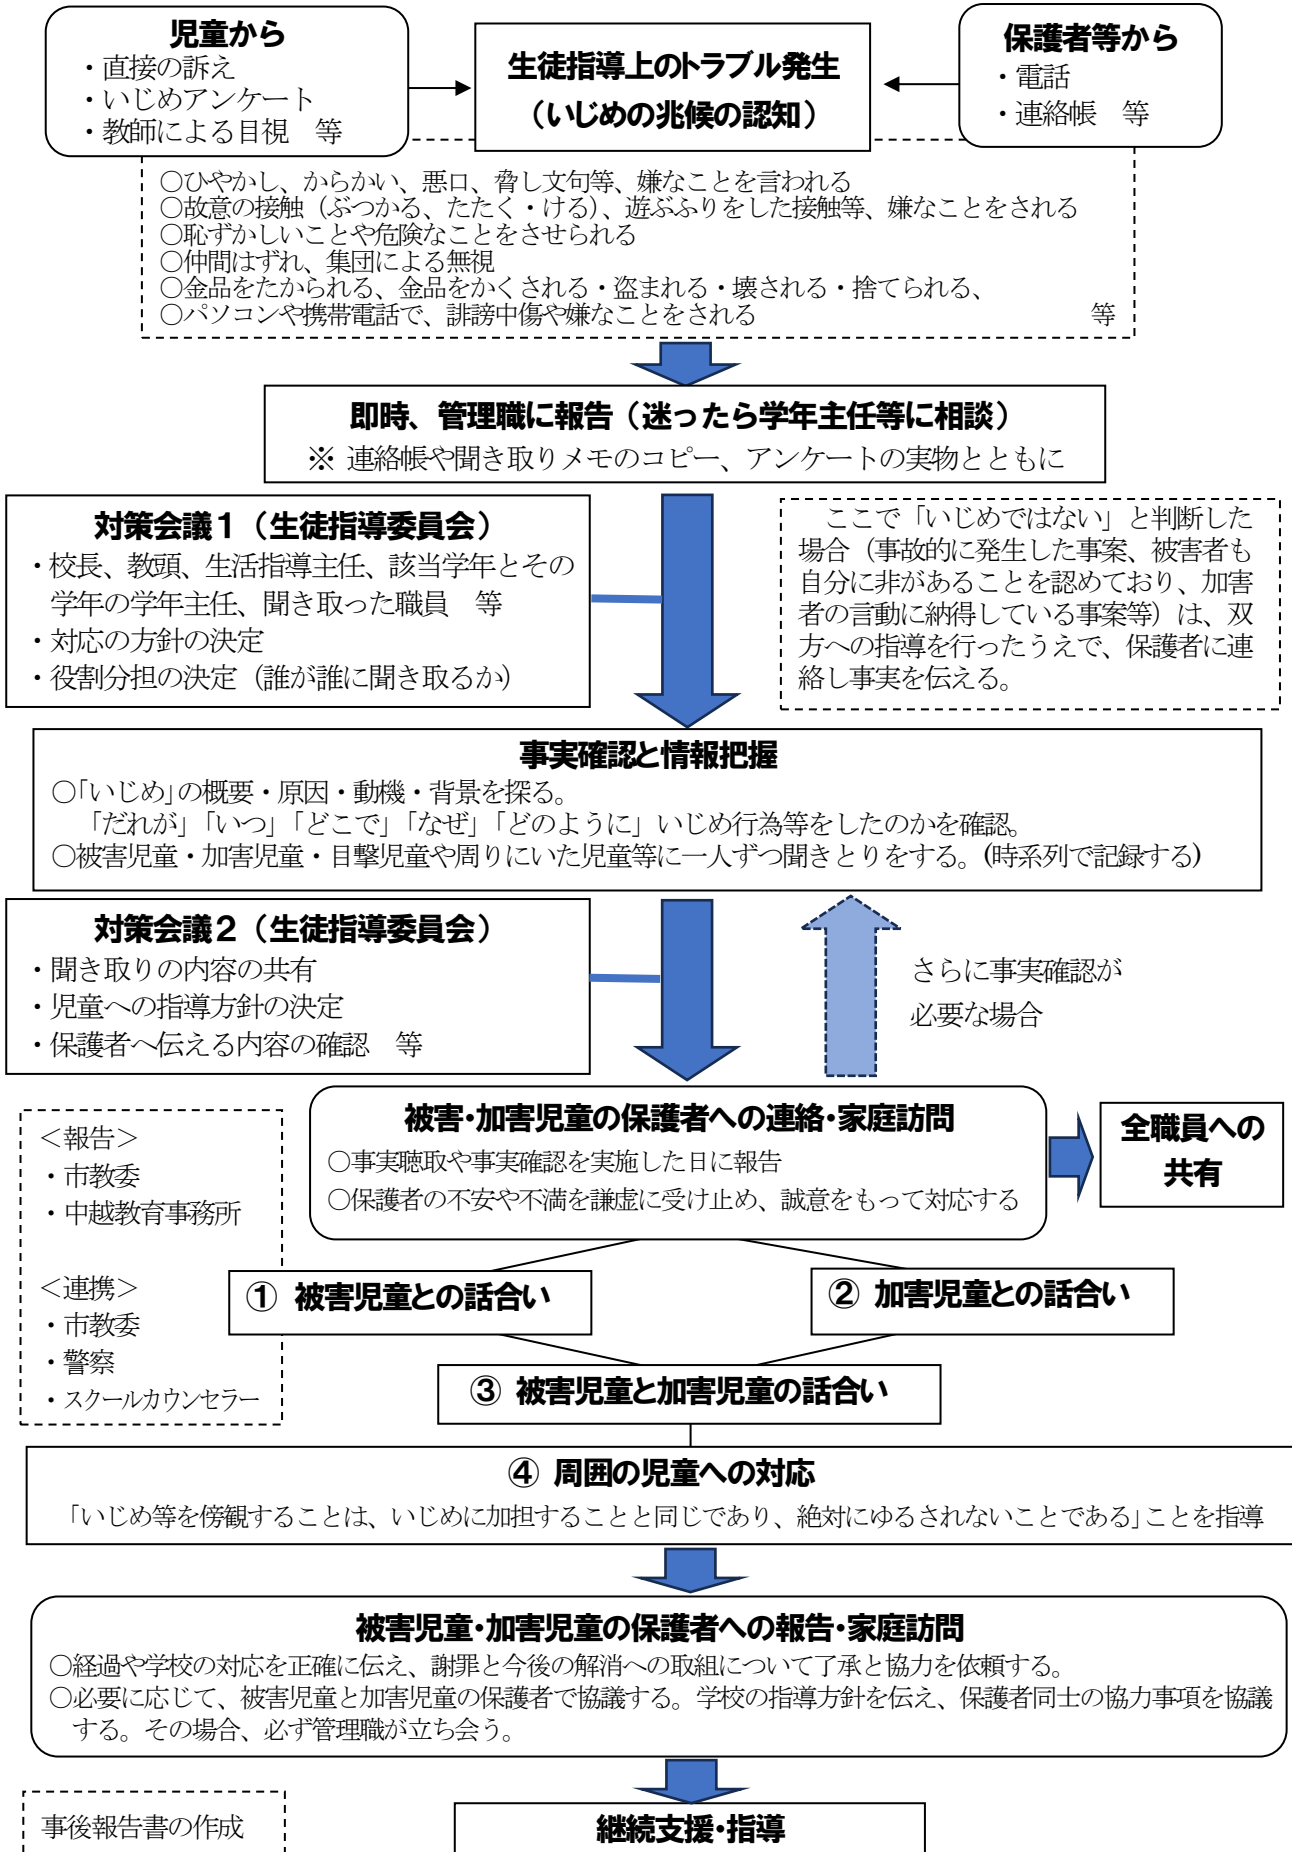 児童から
・直接の訴え
・いじめアンケート
・教師による目視　等
生徒指導上のトラブル発生
（いじめの兆候の認知）
保護者等から
・電話
・連絡帳　等
○ひやかし、からかい、悪口、脅し文句等、嫌なことを言われる
○故意の接触（ぶつかる、たたく・ける）、遊ぶふりをした接触等、嫌なことをされる
○恥ずかしいことや危険なことをさせられる
○仲間はずれ、集団による無視
○金品をたかられる、金品をかくされる・盗まれる・壊される・捨てられる、
○パソコンや携帯電話で、誹謗中傷や嫌なことをされる　等
即時、管理職に報告（迷ったら学年主任等に相談）
※ 連絡帳や聞き取りメモのコピー、アンケートの実物とともに
対策会議１（生徒指導委員会）
・校長、教頭、生活指導主任、該当学年とその
学年の学年主任、聞き取った職員　等
・対応の方針の決定
・役割分担の決定（誰が誰に聞き取るか）
ここで「いじめではない」と判断した
場合（事故的に発生した事案、被害者も
自分に非があることを認めており、加害
者の言動に納得している事案等）は、双
方への指導を行ったうえで、保護者に連
絡し事実を伝える。
事実確認と情報把握
○「いじめ」の概要・原因・動機・背景を探る。
「だれが」「いつ」「どこで」「なぜ」「どのように」いじめ行為等をしたのかを確認。
○被害児童・加害児童・目撃児童や周りにいた児童等に一人ずつ聞きとりをする。(時系列で記録する)
対策会議２（生徒指導委員会）
・聞き取りの内容の共有
・児童への指導方針の決定
・保護者へ伝える内容の確認　等
さらに事実確認が
必要な場合
被害・加害児童の保護者への連絡・家庭訪問
○事実聴取や事実確認を実施した日に報告
○保護者の不安や不満を謙虚に受け止め、誠意をもって対応する
全職員への
共有
＜報告＞
・市教委
・中越教育事務所
＜連携＞
・市教委
・警察
・スクールカウンセラー
① 被害児童との話合い
② 加害児童との話合い
③ 被害児童と加害児童の話合い
④ 周囲の児童への対応
「いじめ等を傍観することは、いじめに加担することと同じであり、絶対にゆるされないことである」ことを指導
被害児童・加害児童の保護者への報告・家庭訪問
○経過や学校の対応を正確に伝え、謝罪と今後の解消への取組について了承と協力を依頼する。
○必要に応じて、被害児童と加害児童の保護者で協議する。学校の指導方針を伝え、保護者同士の協力事項を協議
する。その場合、必ず管理職が立ち会う。
事後報告書の作成
継続支援・指導